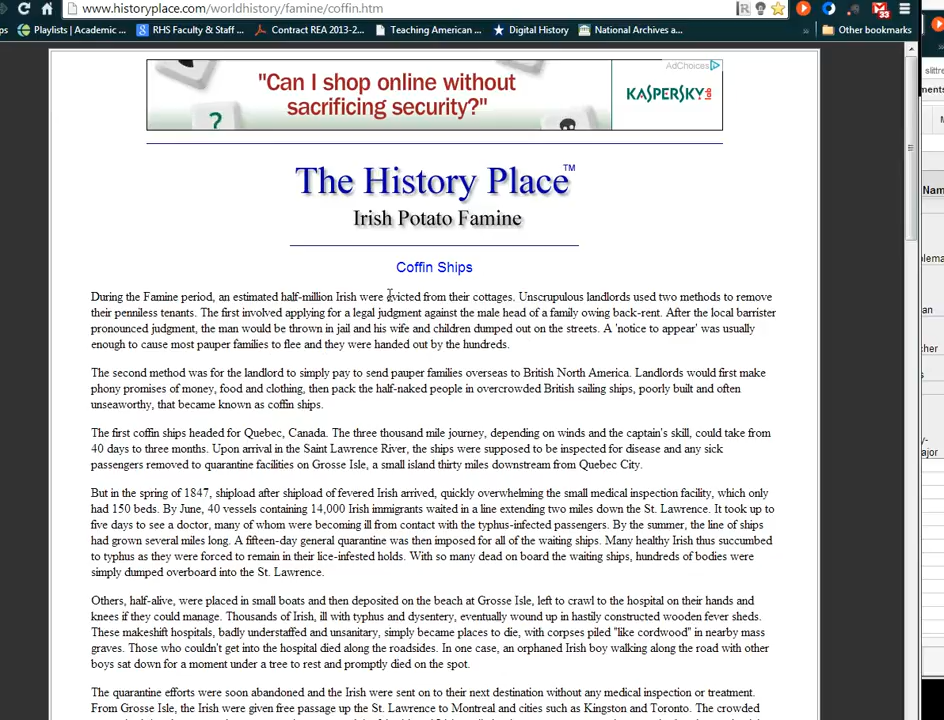 www.historyplace.com/worldhistory/famine/coffin.htm
33
Playlists | Academic ...
RHS Faculty & Staff ...
Contract REA 2013-2...
Teaching American ...
Digital History
National Archives a...
»
Other bookmarks
AdChoices
"Can I shop online without
sacrificing security?"
?
KASPERSKY lab
The History Place™
Irish Potato Famine
Coffin Ships
During the Famine period, an estimated half-million Irish were evicted from their cottages. Unscrupulous landlords used two methods to remove
their penniless tenants. The first involved applying for a legal judgment against the male head of a family owing back-rent. After the local barrister
pronounced judgment, the man would be thrown in jail and his wife and children dumped out on the streets. A 'notice to appear' was usually
enough to cause most pauper families to flee and they were handed out by the hundreds.
The second method was for the landlord to simply pay to send pauper families overseas to British North America. Landlords would first make
phony promises of money, food and clothing, then pack the half-naked people in overcrowded British sailing ships, poorly built and often
unseaworthy, that became known as coffin ships.
The first coffin ships headed for Quebec, Canada. The three thousand mile journey, depending on winds and the captain's skill, could take from
40 days to three months. Upon arrival in the Saint Lawrence River, the ships were supposed to be inspected for disease and any sick
passengers removed to quarantine facilities on Grosse Isle, a small island thirty miles downstream from Quebec City.
But in the spring of 1847, shipload after shipload of fevered Irish arrived, quickly overwhelming the small medical inspection facility, which only
had 150 beds. By June, 40 vessels containing 14,000 Irish immigrants waited in a line extending two miles down the St. Lawrence. It took up to
five days to see a doctor, many of whom were becoming ill from contact with the typhus-infected passengers. By the summer, the line of ships
had grown several miles long. A fifteen-day general quarantine was then imposed for all of the waiting ships. Many healthy Irish thus succumbed
to typhus as they were forced to remain in their lice-infested holds. With so many dead on board the waiting ships, hundreds of bodies were
simply dumped overboard into the St. Lawrence.
Others, half-alive, were placed in small boats and then deposited on the beach at Grosse Isle, left to crawl to the hospital on their hands and
knees if they could manage. Thousands of Irish, ill with typhus and dysentery, eventually wound up in hastily constructed wooden fever sheds.
These makeshift hospitals, badly understaffed and unsanitary, simply became places to die, with corpses piled "like cordwood" in nearby mass
graves. Those who couldn't get into the hospital died along the roadsides. In one case, an orphaned Irish boy walking along the road with other
boys sat down for a moment under a tree to rest and promptly died on the spot.
The quarantine efforts were soon abandoned and the Irish were sent on to their next destination without any medical inspection or treatment.
From Grosse Isle, the Irish were given free passage up the St. Lawrence to Montreal and cities such as Kingston and Toronto. The crowded